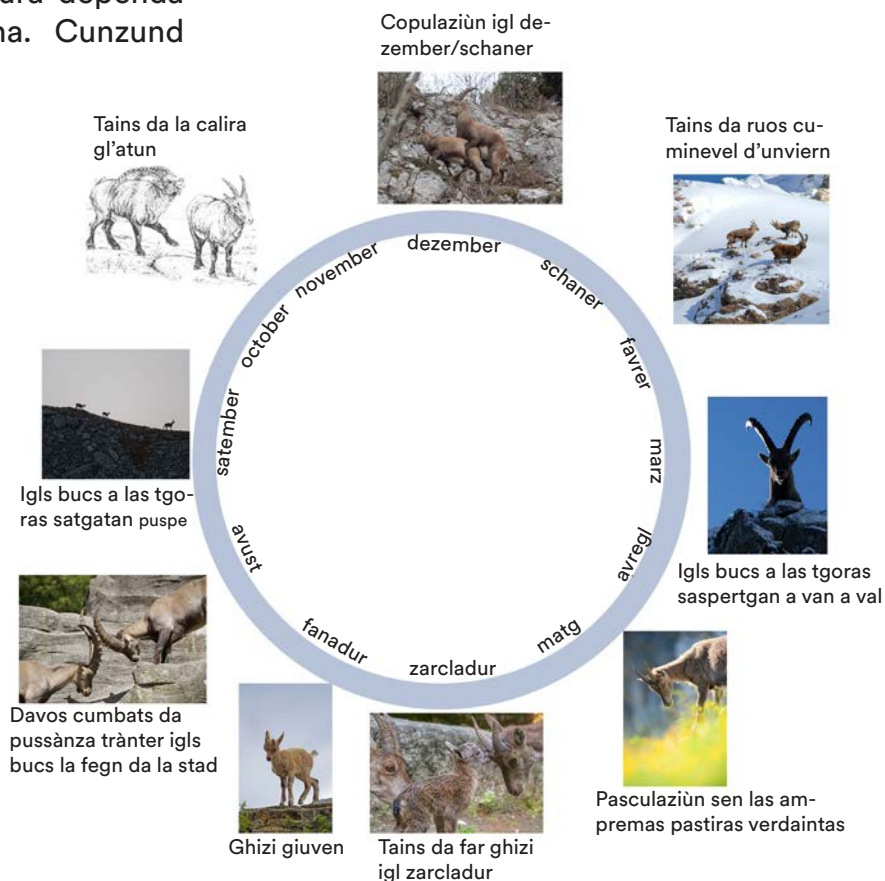 dura dependa
na. Cunzund
Copulaziùn igl de-
zember/schaner
Tains da la calira
gl'atun
Tains da ruos cu-
minevel d'unviern
dezember
schaner
favrer
marz
avregl
matg
zarcladur
fanadur
avust
satember
october
november
Igls bucs a las tgo-
ras satgatan puspe
Igls bucs a las tgoras
saspertgan a van a val
Davos cumbats da
pussànza trànter igls
bucs la fegn da la stad
Ghizi giuven
Tains da far ghizi
igl zarcladur
Pasculaziùn sen las am-
premas pastiras verdaintas